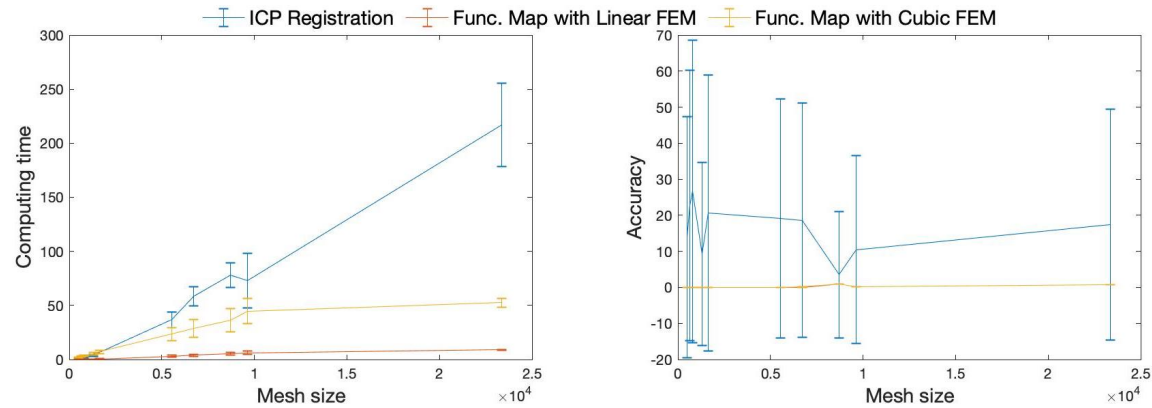 ICP Registration Func. Map with Linear FEM Func. Map with Cubic FEM
300
250
200
150
100
50
0
Computing time
0 0.5 1 1.5 2 2.5
Mesh size ×10⁴
70
60
50
40
30
20
10
0
-10
-20
Accuracy
0 0.5 1 1.5 2 2.5
Mesh size ×10⁴